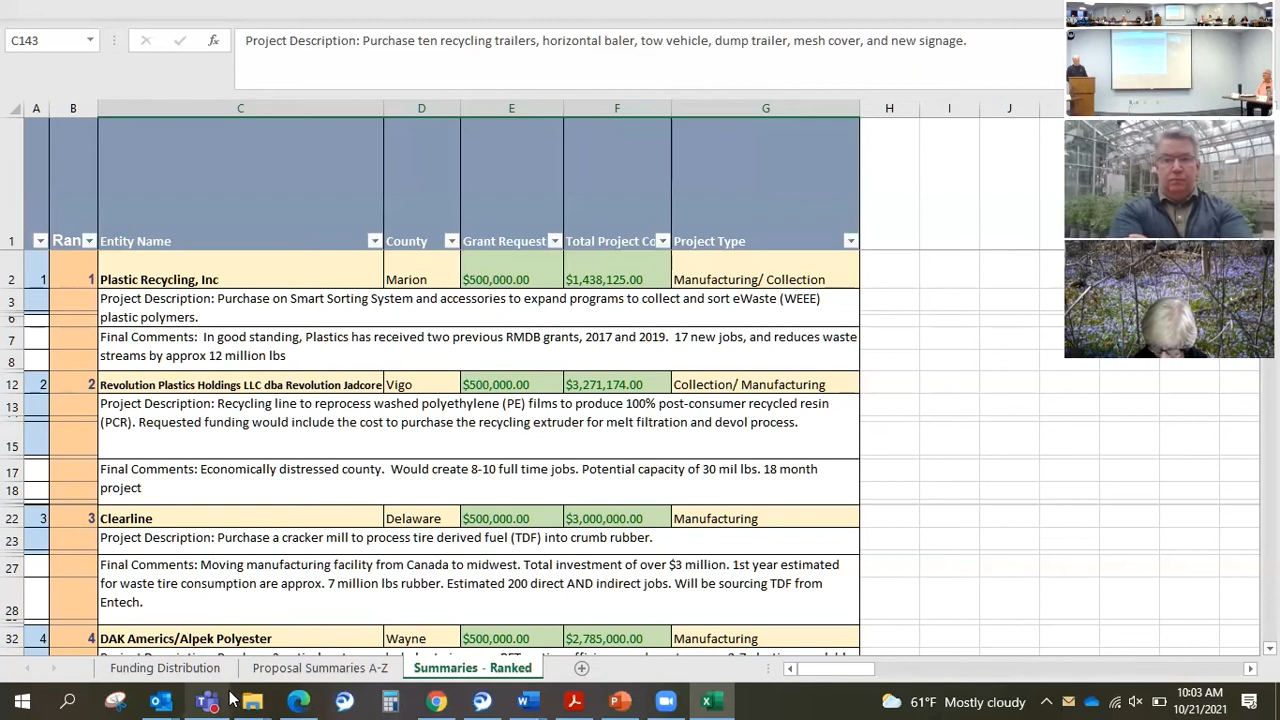 C143
fx
Project Description: Purchase ten recycling trailers, horizontal baler, tow vehicle, dump trailer, mesh cover, and new signage.
A B C D E F G H I J
1 Ran Entity Name County Grant Request Total Project Co Project Type
2 1 1 Plastic Recycling, Inc Marion $500,000.00 $1,438,125.00 Manufacturing/ Collection
3 Project Description: Purchase on Smart Sorting System and accessories to expand programs to collect and sort eWaste (WEEE)
6 plastic polymers.
7 Final Comments: In good standing, Plastics has received two previous RMDB grants, 2017 and 2019. 17 new jobs, and reduces waste
8 streams by approx 12 million lbs
12 2 2 Revolution Plastics Holdings LLC dba Revolution Jadcore Vigo $500,000.00 $3,271,174.00 Collection/ Manufacturing
13 Project Description: Recycling line to reprocess washed polyethylene (PE) films to produce 100% post-consumer recycled resin
(PCR). Requested funding would include the cost to purchase the recycling extruder for melt filtration and devol process.
15
17 Final Comments: Economically distressed county. Would create 8-10 full time jobs. Potential capacity of 30 mil lbs. 18 month
18 project
22 3 3 Clearline Delaware $500,000.00 $3,000,000.00 Manufacturing
23 Project Description: Purchase a cracker mill to process tire derived fuel (TDF) into crumb rubber.
27 Final Comments: Moving manufacturing facility from Canada to midwest. Total investment of over $3 million. 1st year estimated
for waste tire consumption are approx. 7 million lbs rubber. Estimated 200 direct AND indirect jobs. Will be sourcing TDF from
28 Entech.
32 4 4 DAK Americs/Alpek Polyester Wayne $500,000.00 $2,785,000.00 Manufacturing
Funding Distribution Proposal Summaries A-Z Summaries - Ranked
61°F Mostly cloudy
10:03 AM
10/21/2021